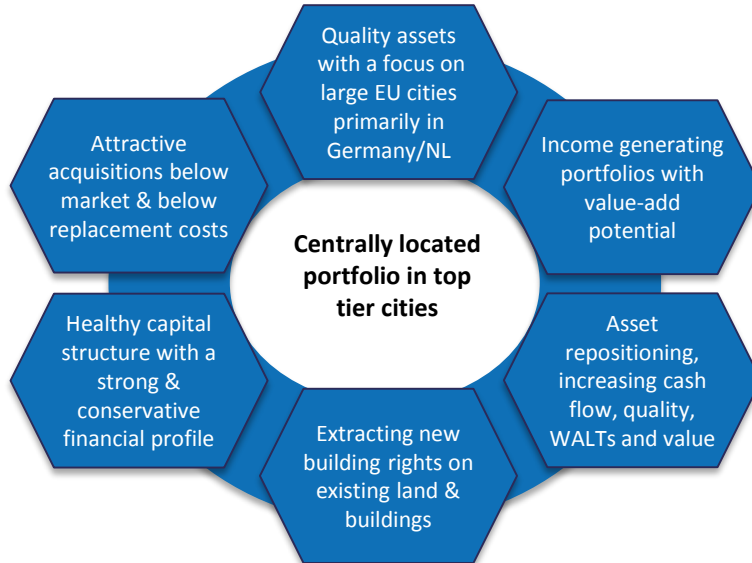 Quality assets
with a focus on
large EU cities
primarily in
Germany/NL
Attractive
acquisitions below
market & below
replacement costs
Income generating
portfolios with
value-add
potential
Centrally located
portfolio in top
tier cities
Healthy capital
structure with a
strong &
conservative
financial profile
Asset
repositioning,
increasing cash
flow, quality,
WALTs and value
Extracting new
building rights on
existing land &
buildings